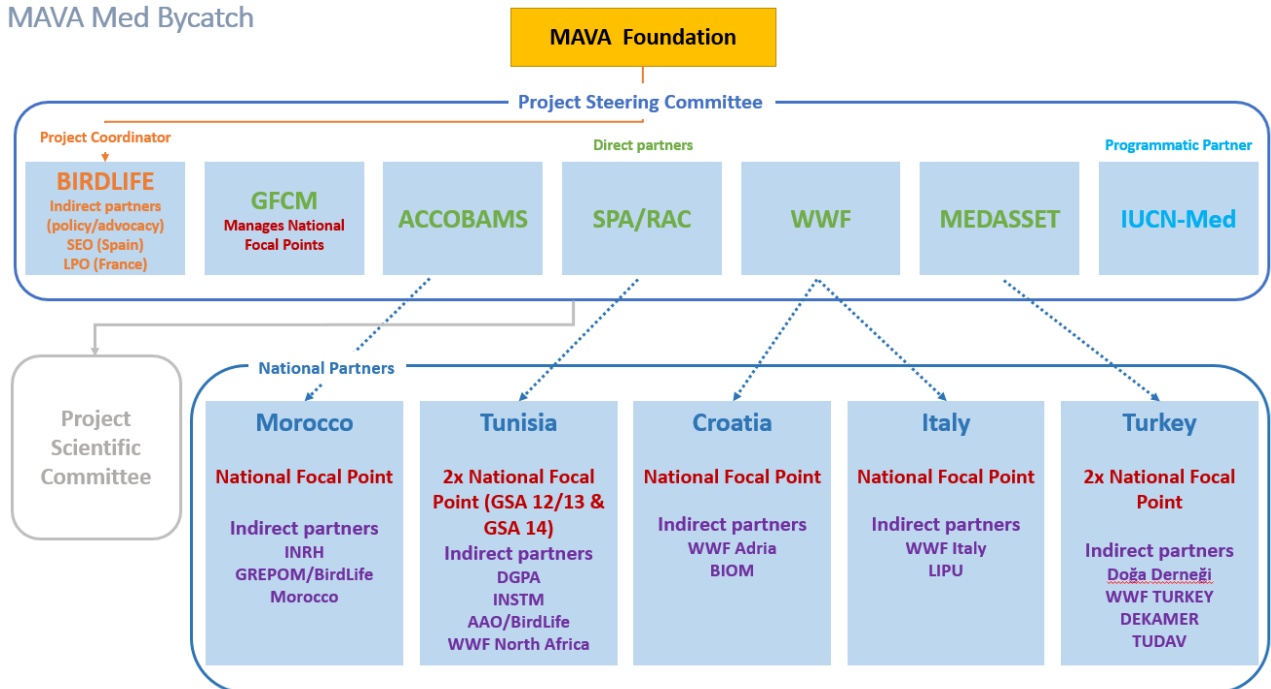 MAVA Med Bycatch
MAVA Foundation
Project Steering Committee
Project Coordinator
Direct partners
Programmatic Partner
BIRDLIFE
Indirect partners
(policy/advocacy)
SEO (Spain)
LPO (France)
GFCM
Manages National
Focal Points
ACCOBAMS
SPA/RAC
WWF
MEDASSET
IUCN-Med
Project
Scientific
Committee
National Partners
Morocco
National Focal Point
Indirect partners
INRH
GREPOM/BirdLife
Morocco
Tunisia
2x National Focal
Point (GSA 12/13 &
GSA 14)
Indirect partners
DGPA
INSTM
AAO/BirdLife
WWF North Africa
Croatia
National Focal Point
Indirect partners
WWF Adria
BIOM
Italy
National Focal Point
Indirect partners
WWF Italy
LIPU
Turkey
2x National Focal
Point
Indirect partners
Doğa Derneği
WWF TURKEY
DEKAMER
TUDAV